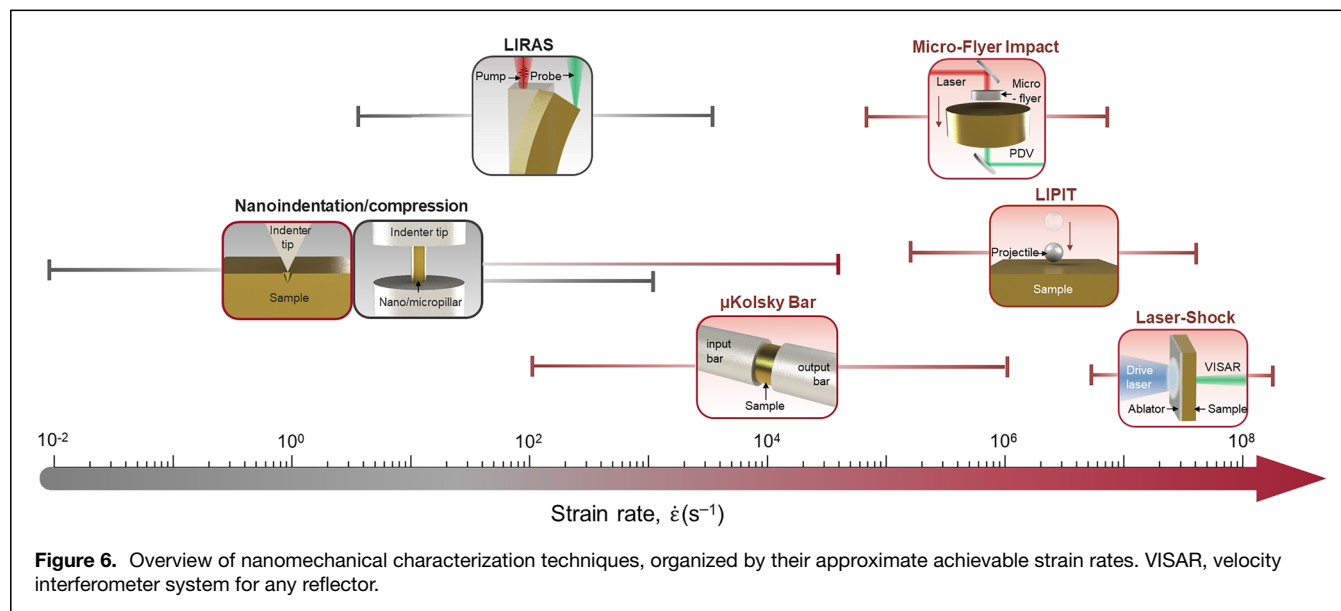 LIRAS
Pump
Probe
Micro-Flyer Impact
Laser
Micro
- flyer
PDV
Nanoindentation/compression
Indenter
tip
Sample
Indenter tip
Nano/micropillar
LIPIT
Projectile
Sample
μKolsky Bar
input
bar
output
bar
Sample
Laser-Shock
Drive
laser
VISAR
Ablator
Sample
10⁻² 10⁰ 10² 10⁴ 10⁶ 10⁸
Strain rate, ε̇(s⁻¹)
Figure 6. Overview of nanomechanical characterization techniques, organized by their approximate achievable strain rates. VISAR, velocity
interferometer system for any reflector.